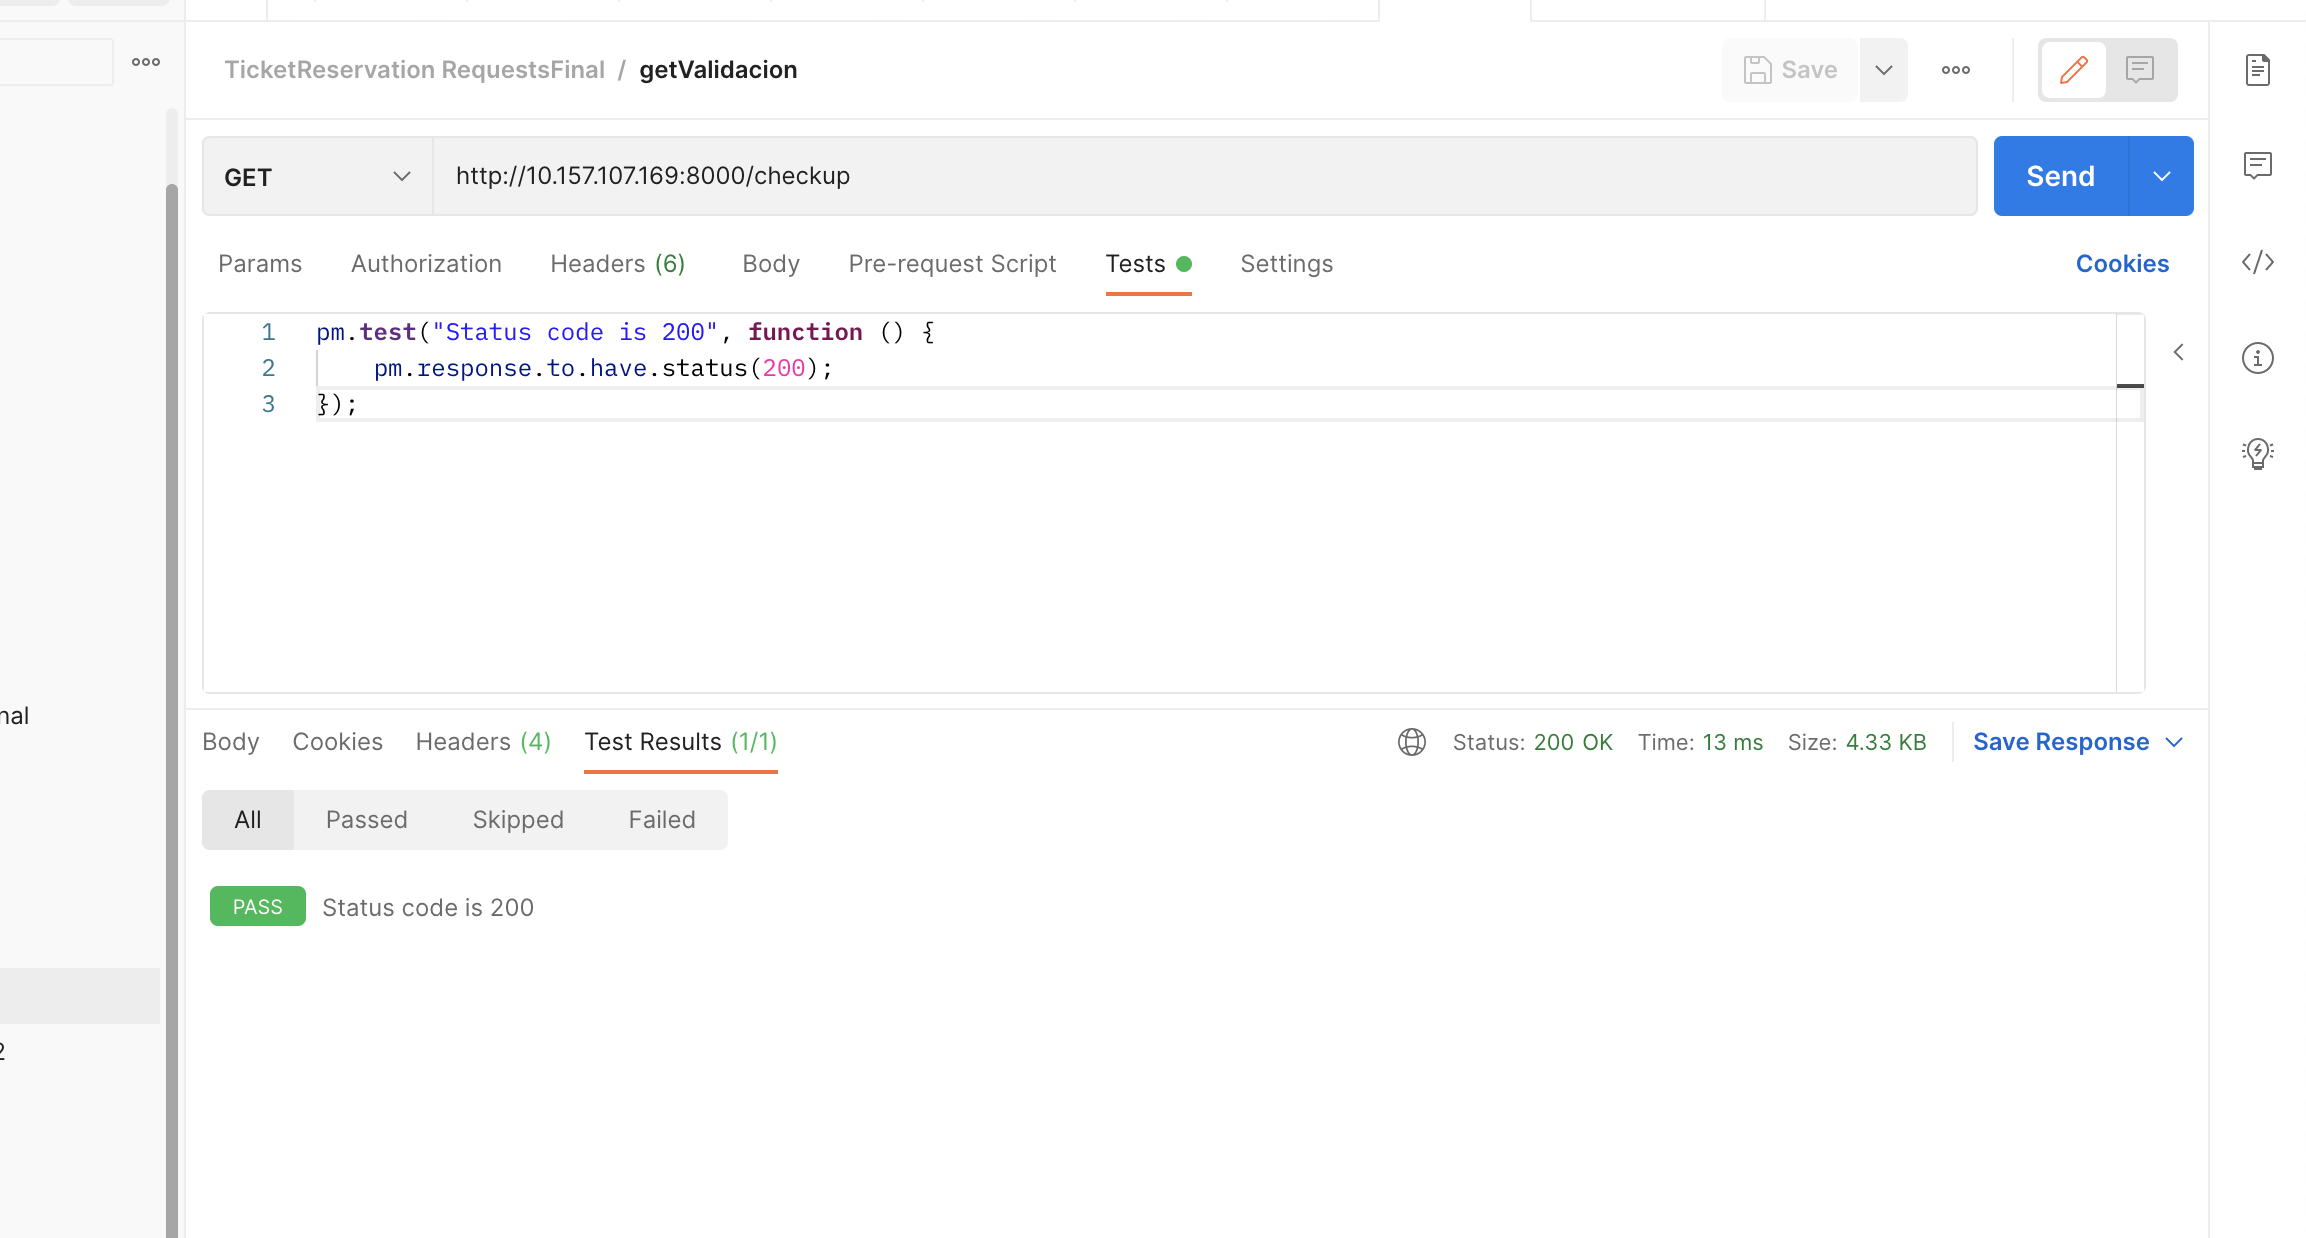 TicketReservation RequestsFinal / getValidacion
Save
GET
http://10.157.107.169:8000/checkup
Send
Params Authorization Headers (6) Body Pre-request Script Tests Settings Cookies
1 pm.test("Status code is 200", function () {
2 pm.response.to.have.status(200);
3 });
nal
Body Cookies Headers (4) Test Results (1/1) Status: 200 OK Time: 13 ms Size: 4.33 KB Save Response
All Passed Skipped Failed
PASS Status code is 200
2